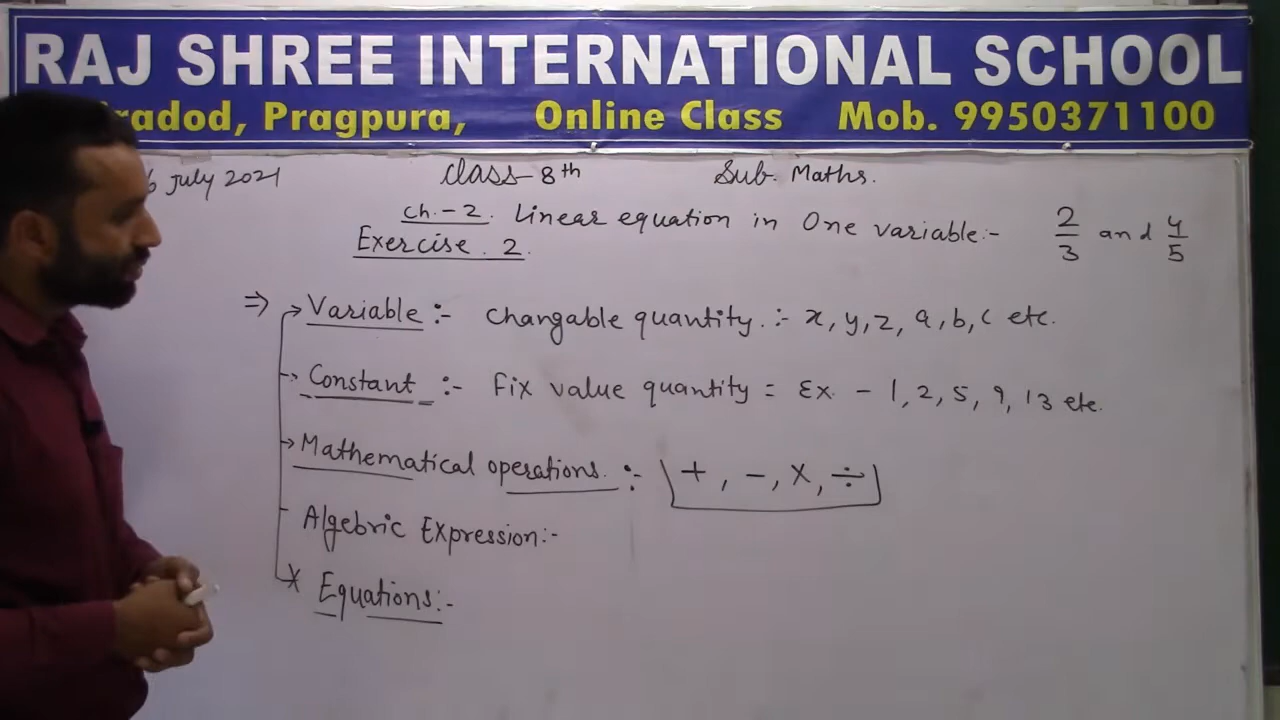 RAJ SHREE INTERNATIONAL SCHOOL
radod, Pragpura, Online Class Mob. 9950371100
6 July 2021 Class- 8th Sub. Maths.
Ch.-2. Linear equation in One variable:- 2/3 and 4/5
Exercise. 2.
⇒ → Variable :- Changable quantity :- x, y, z, a, b, c etc.
→ Constant :- Fix value quantity = Ex. - 1, 2, 5, 9, 13 etc.
→ Mathematical operations. :- +, -, ×, ÷
- Algebric Expression:-
* Equations:-